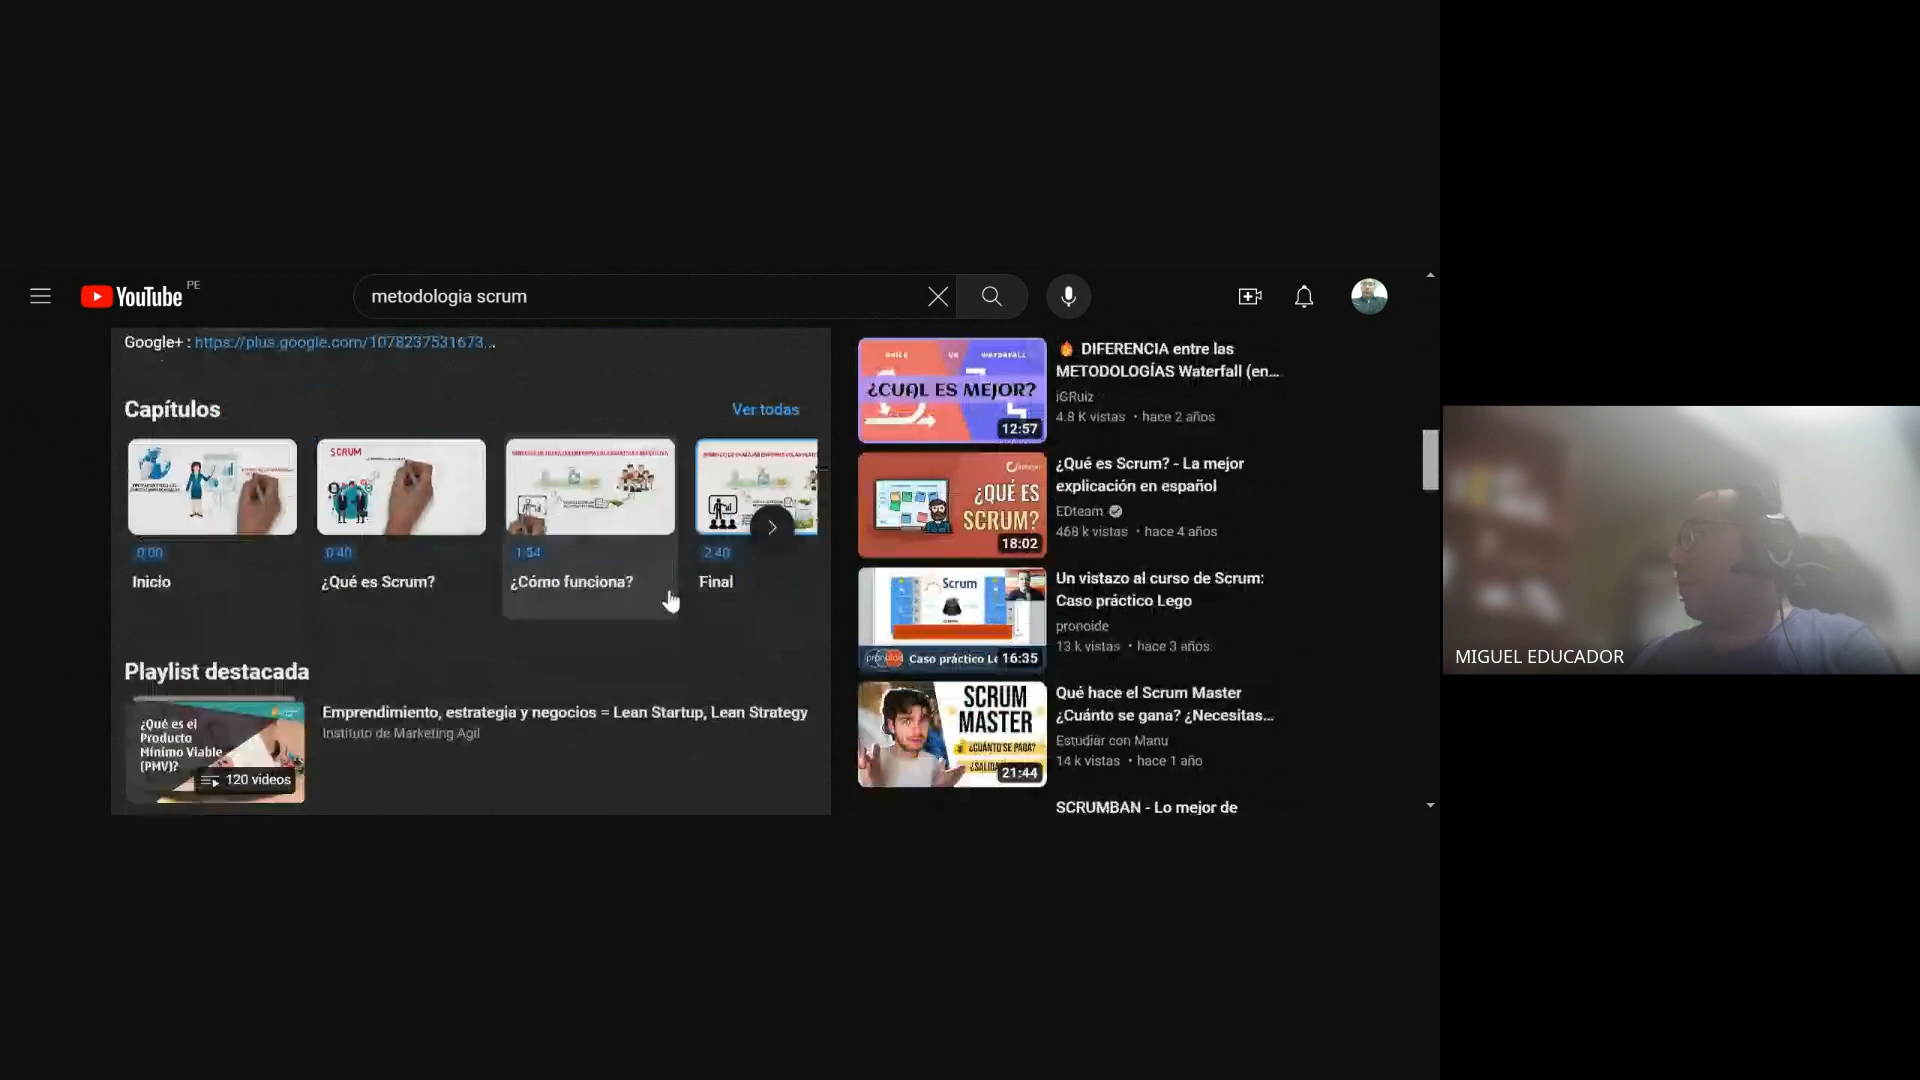 YouTube
PE
metodologia scrum
Google+ : https://plus.google.com/1078237531673...
Capítulos
Ver todas
SCRUM
0:00
0:40
1:54
2:40
Inicio
¿Qué es Scrum?
¿Cómo funciona?
Final
Playlist destacada
¿Qué es el
Producto
Mínimo Viable
(PMV)?
120 videos
Emprendimiento, estrategia y negocios = Lean Startup, Lean Strategy
Instituto de Marketing Agil
AGILE VS WATERFALL
¿CUAL ES MEJOR?
12:57
🔥 DIFERENCIA entre las
METODOLOGÍAS Waterfall (en...
iGRuiz
4.8 K vistas • hace 2 años
¿QUÉ ES
SCRUM?
18:02
¿Qué es Scrum? - La mejor
explicación en español
EDteam
468 k vistas • hace 4 años
Scrum
pronoide
Caso práctico Le
16:35
Un vistazo al curso de Scrum:
Caso práctico Lego
pronoide
13 k vistas • hace 3 años
SCRUM
MASTER
¿CUÁNTO SE PAGA?
21:44
Qué hace el Scrum Master
¿Cuánto se gana? ¿Necesitas...
Estudiar con Manu
14 k vistas • hace 1 año
SCRUMBAN - Lo mejor de
MIGUEL EDUCADOR